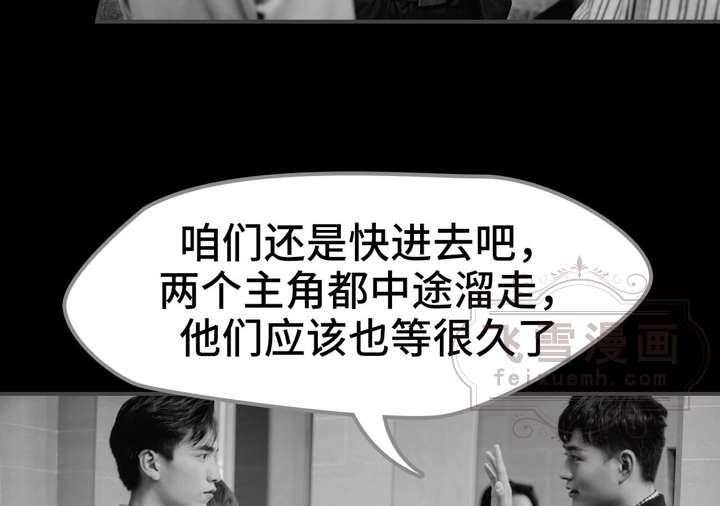 咱们还是快进去吧，
两个主角都中途溜走，
他们应该也等很久了
飞雪漫画
feixuemh.com